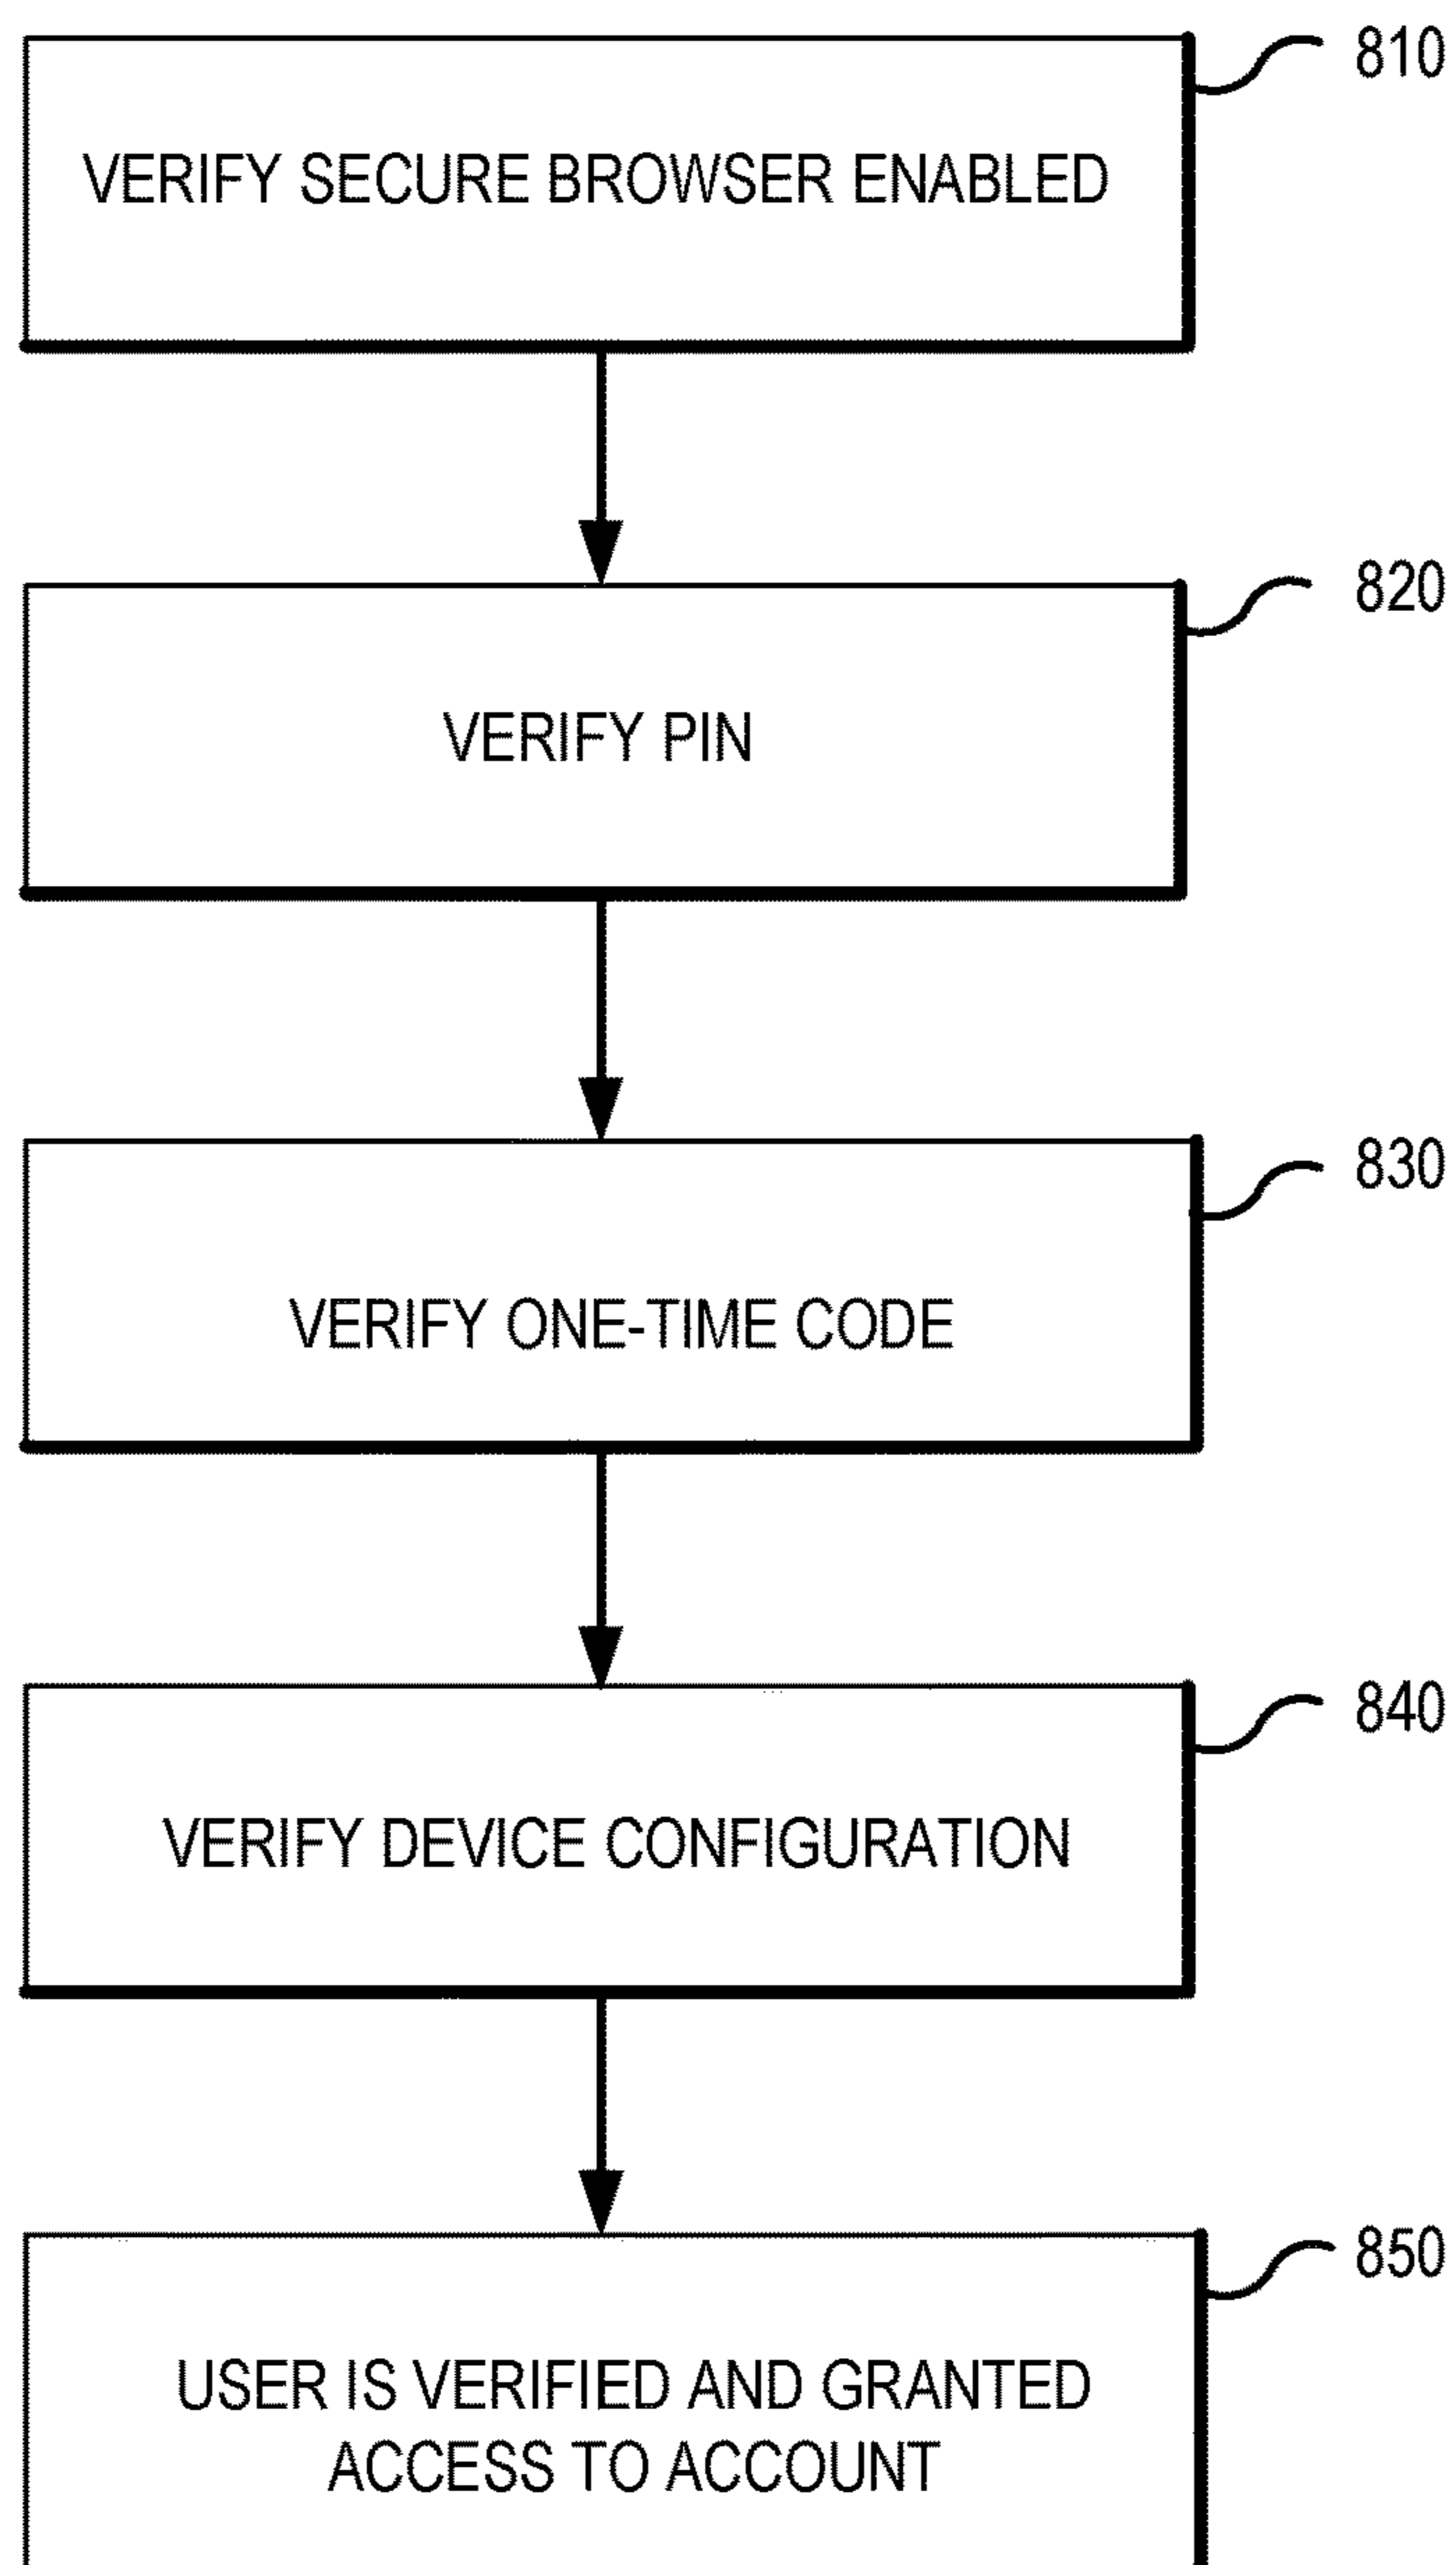 810
VERIFY SECURE BROWSER ENABLED
820
VERIFY PIN
830
VERIFY ONE-TIME CODE
840
VERIFY DEVICE CONFIGURATION
850
USER IS VERIFIED AND GRANTED
ACCESS TO ACCOUNT